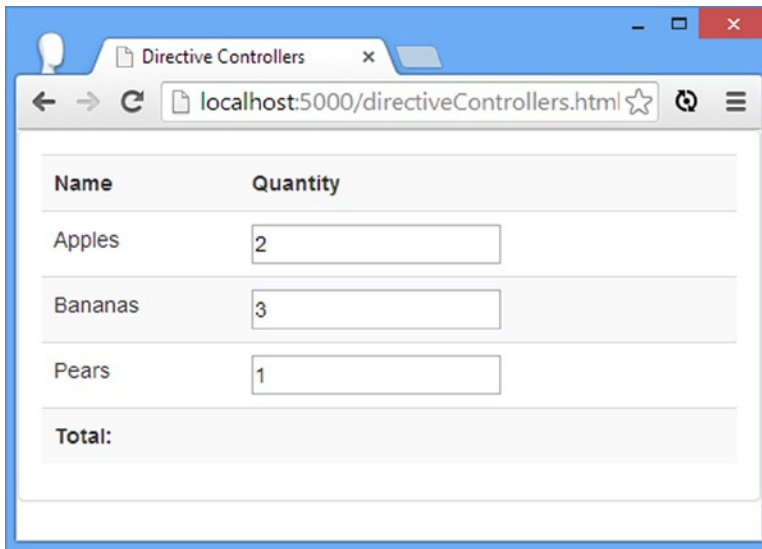 Directive Controllers
localhost:5000/directiveControllers.html
Name Quantity
Apples 2
Bananas 3
Pears 1
Total: